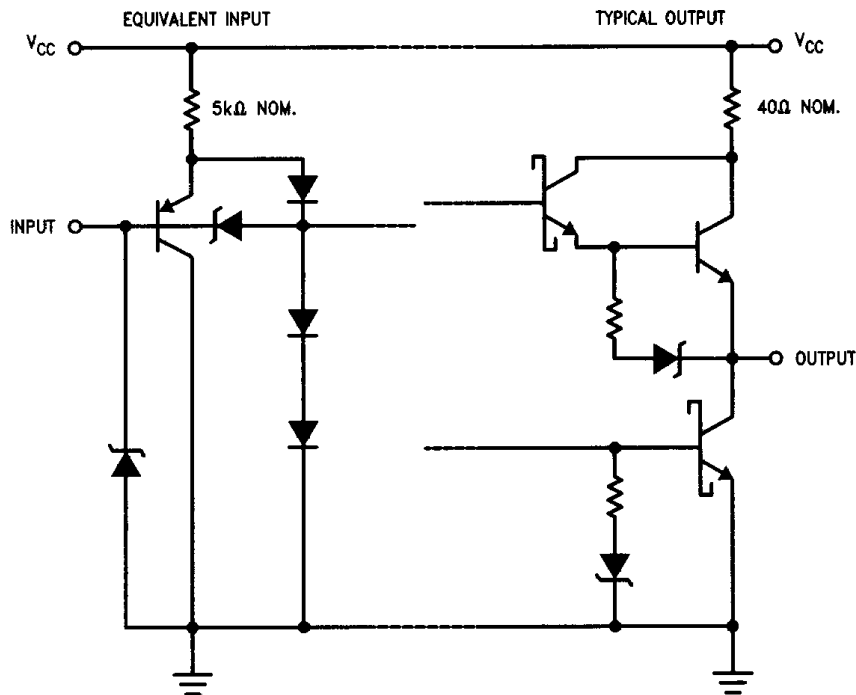 EQUIVALENT INPUT
TYPICAL OUTPUT
VCC
VCC
5kΩ NOM.
40Ω NOM.
INPUT
OUTPUT